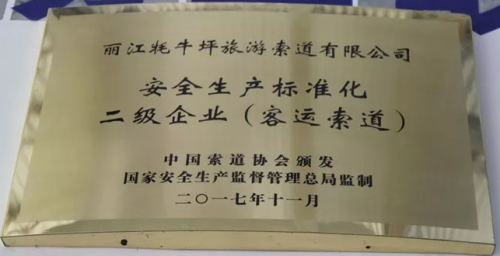 丽江牦牛坪旅游索道有限公司
安全生产标准化
二级企业（客运索道）
中国索道协会颁发
国家安全生产监督管理总局监制
二〇一七年十一月